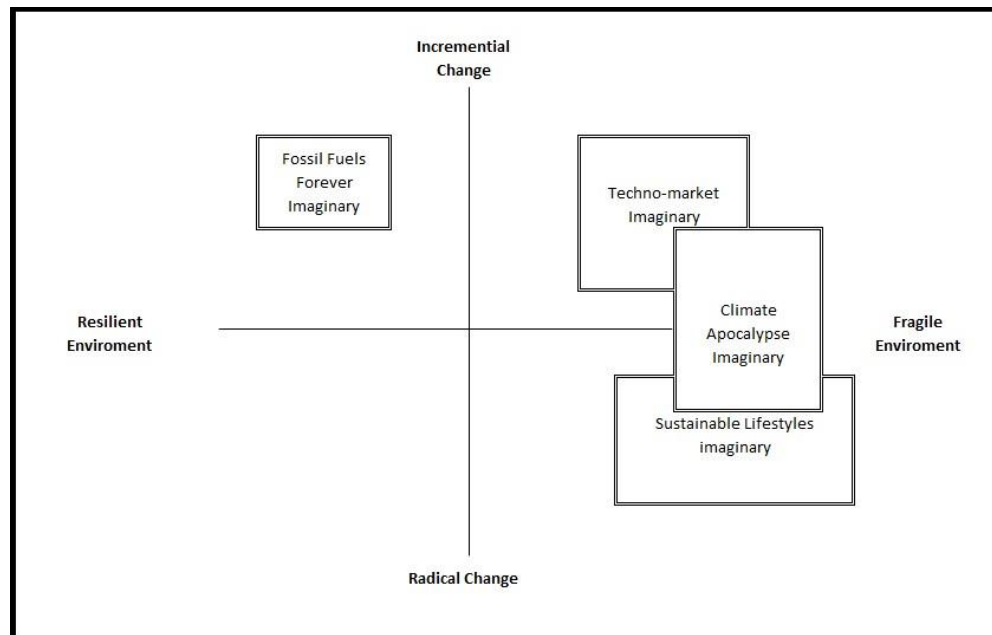 Incremential
Change
Fossil Fuels
Forever
Imaginary
Techno-market
Imaginary
Resilient
Enviroment
Climate
Apocalypse
Imaginary
Fragile
Enviroment
Sustainable Lifestyles
imaginary
Radical Change